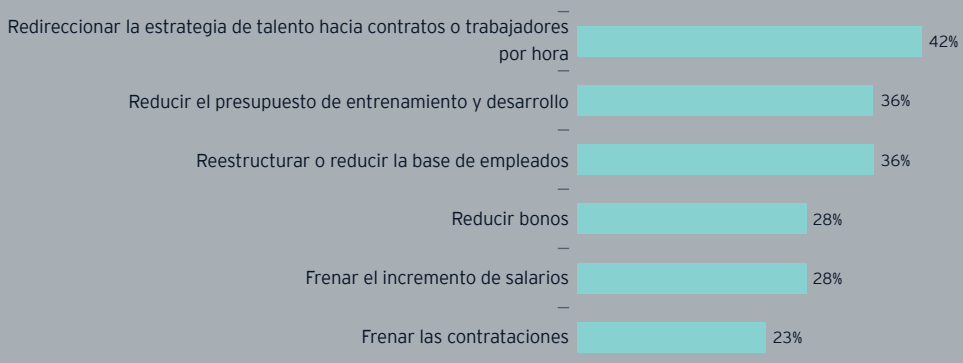 Redireccionar la estrategia de talento hacia contratos o trabajadores
por hora
42%
Reducir el presupuesto de entrenamiento y desarrollo
36%
Reestructurar o reducir la base de empleados
36%
Reducir bonos
28%
Frenar el incremento de salarios
28%
Frenar las contrataciones
23%